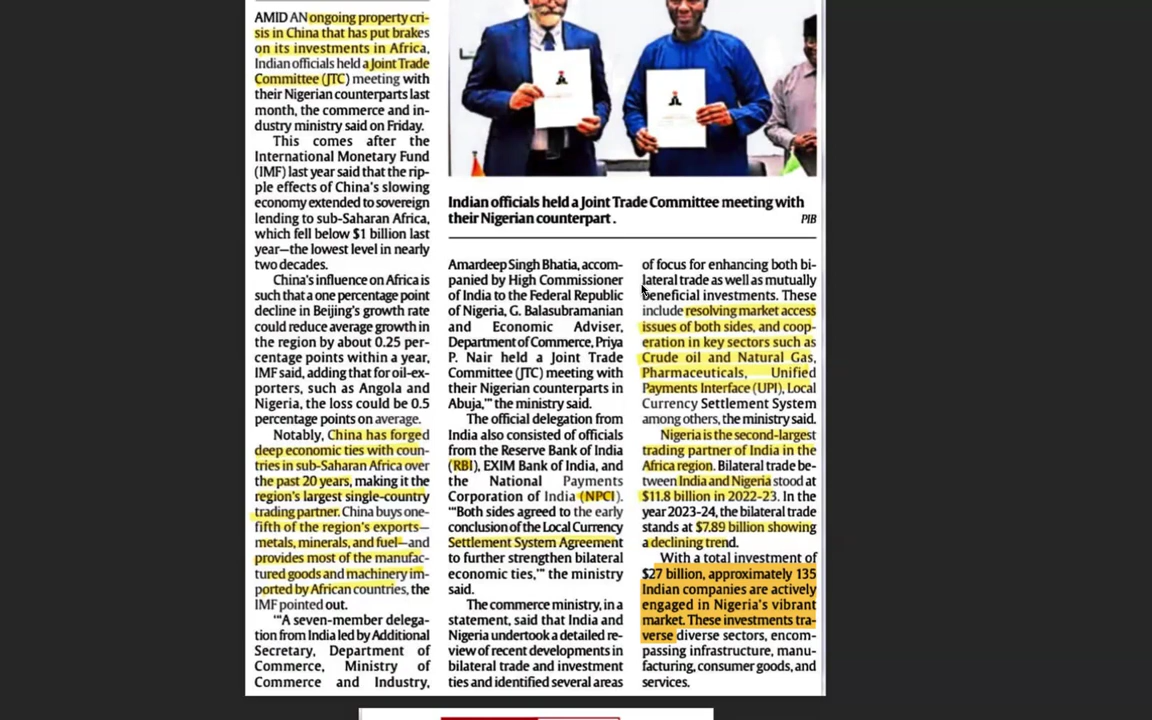 AMID AN ongoing property cri-
sis in China that has put brakes
on its investments in Africa,
Indian officials held a Joint Trade
Committee (JTC) meeting with
their Nigerian counterparts last
month, the commerce and in-
dustry ministry said on Friday.
This comes after the
International Monetary Fund
(IMF) last year said that the rip-
ple effects of China's slowing
economy extended to sovereign
lending to sub-Saharan Africa,
which fell below $1 billion last
year—the lowest level in nearly
two decades.
China's influence on Africa is
such that a one percentage point
decline in Beijing's growth rate
could reduce average growth in
the region by about 0.25 per-
centage points within a year,
IMF said, adding that for oil-ex-
porters, such as Angola and
Nigeria, the loss could be 0.5
percentage points on average.
Notably, China has forged
deep economic ties with coun-
tries in sub-Saharan Africa over
the past 20 years, making it the
region's largest single-country
trading partner. China buys one-
fifth of the region's exports—
metals, minerals, and fuel—and
provides most of the manufac-
tured goods and machinery im-
ported by African countries, the
IMF pointed out.
"'A seven-member delega-
tion from India led by Additional
Secretary, Department of
Commerce, Ministry of
Commerce and Industry,
Indian officials held a Joint Trade Committee meeting with
their Nigerian counterpart .
PIB
Amardeep Singh Bhatia, accom-
panied by High Commissioner
of India to the Federal Republic
of Nigeria, G. Balasubramanian
and Economic Adviser,
Department of Commerce, Priya
P. Nair held a Joint Trade
Committee (JTC) meeting with
their Nigerian counterparts in
Abuja,'" the ministry said.
The official delegation from
India also consisted of officials
from the Reserve Bank of India
(RBI), EXIM Bank of India, and
the National Payments
Corporation of India (NPCI).
"'Both sides agreed to the early
conclusion of the Local Currency
Settlement System Agreement
to further strengthen bilateral
economic ties,'" the ministry
said.
The commerce ministry, in a
statement, said that India and
Nigeria undertook a detailed re-
view of recent developments in
bilateral trade and investment
ties and identified several areas
of focus for enhancing both bi-
lateral trade as well as mutually
beneficial investments. These
include resolving market access
issues of both sides, and coop-
eration in key sectors such as
Crude oil and Natural Gas,
Pharmaceuticals, Unified
Payments Interface (UPI), Local
Currency Settlement System
among others, the ministry said.
Nigeria is the second-largest
trading partner of India in the
Africa region. Bilateral trade be-
tween India and Nigeria stood at
$11.8 billion in 2022-23. In the
year 2023-24, the bilateral trade
stands at $7.89 billion showing
a declining trend.
With a total investment of
$27 billion, approximately 135
Indian companies are actively
engaged in Nigeria's vibrant
market. These investments tra-
verse diverse sectors, encom-
passing infrastructure, manu-
facturing, consumer goods, and
services.